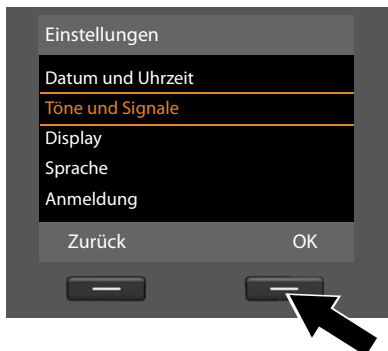 Einstellungen
Datum und Uhrzeit
Töne und Signale
Display
Sprache
Anmeldung
Zurück OK